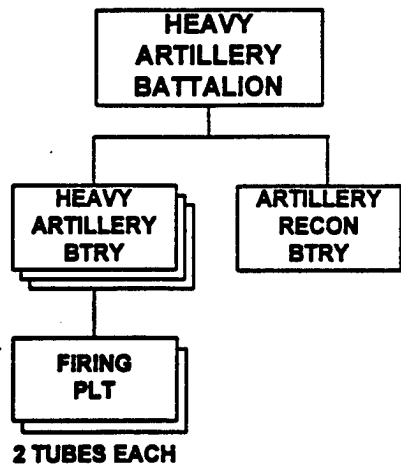 HEAVY
ARTILLERY
BATTALION
HEAVY
ARTILLERY
BTRY
ARTILLERY
RECON
BTRY
FIRING
PLT
2 TUBES EACH